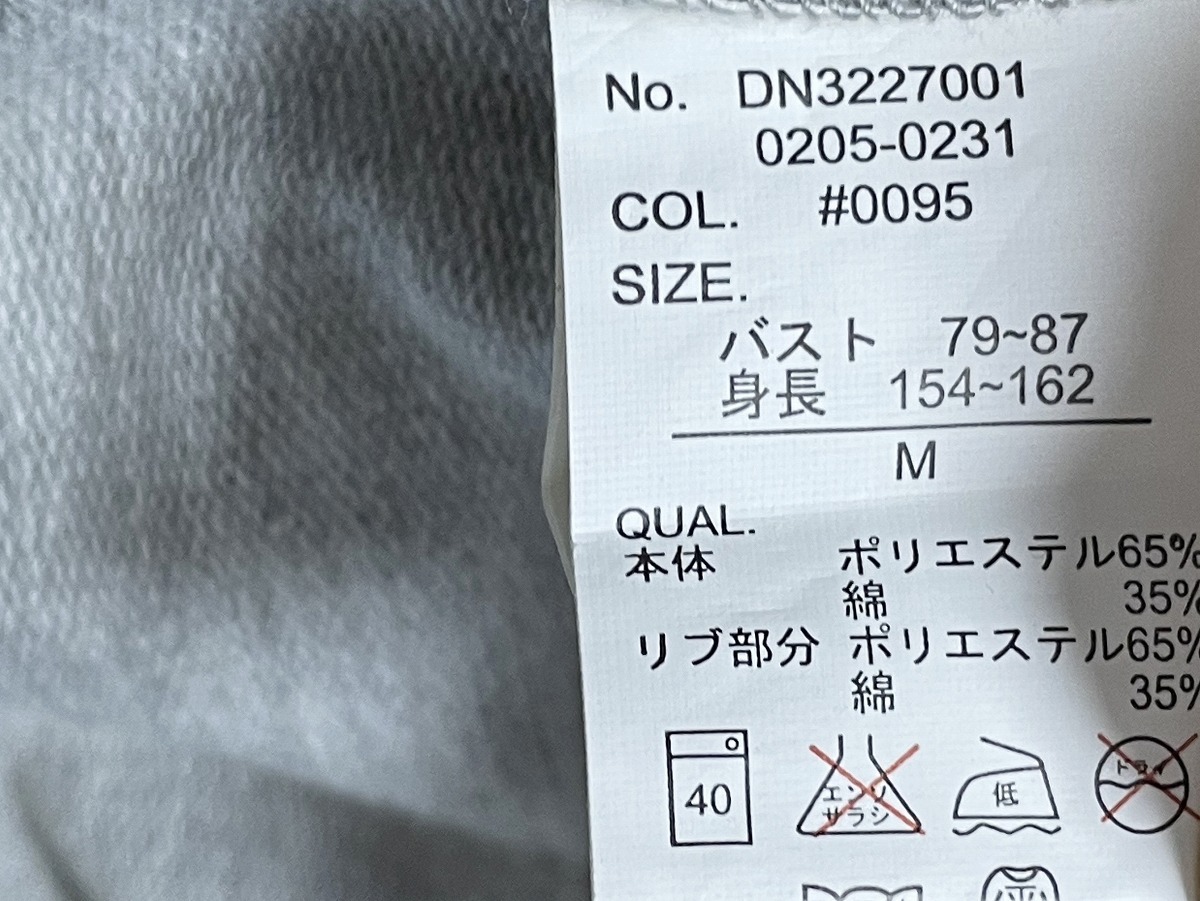 No. DN3227001
0205-0231
COL. #0095
SIZE.
バスト 79~87
身長 154~162
M
QUAL.
本体 ポリエステル65%
綿 35%
リブ部分 ポリエステル65%
綿 35%
40 エンソサラシ 低 ドライ
平